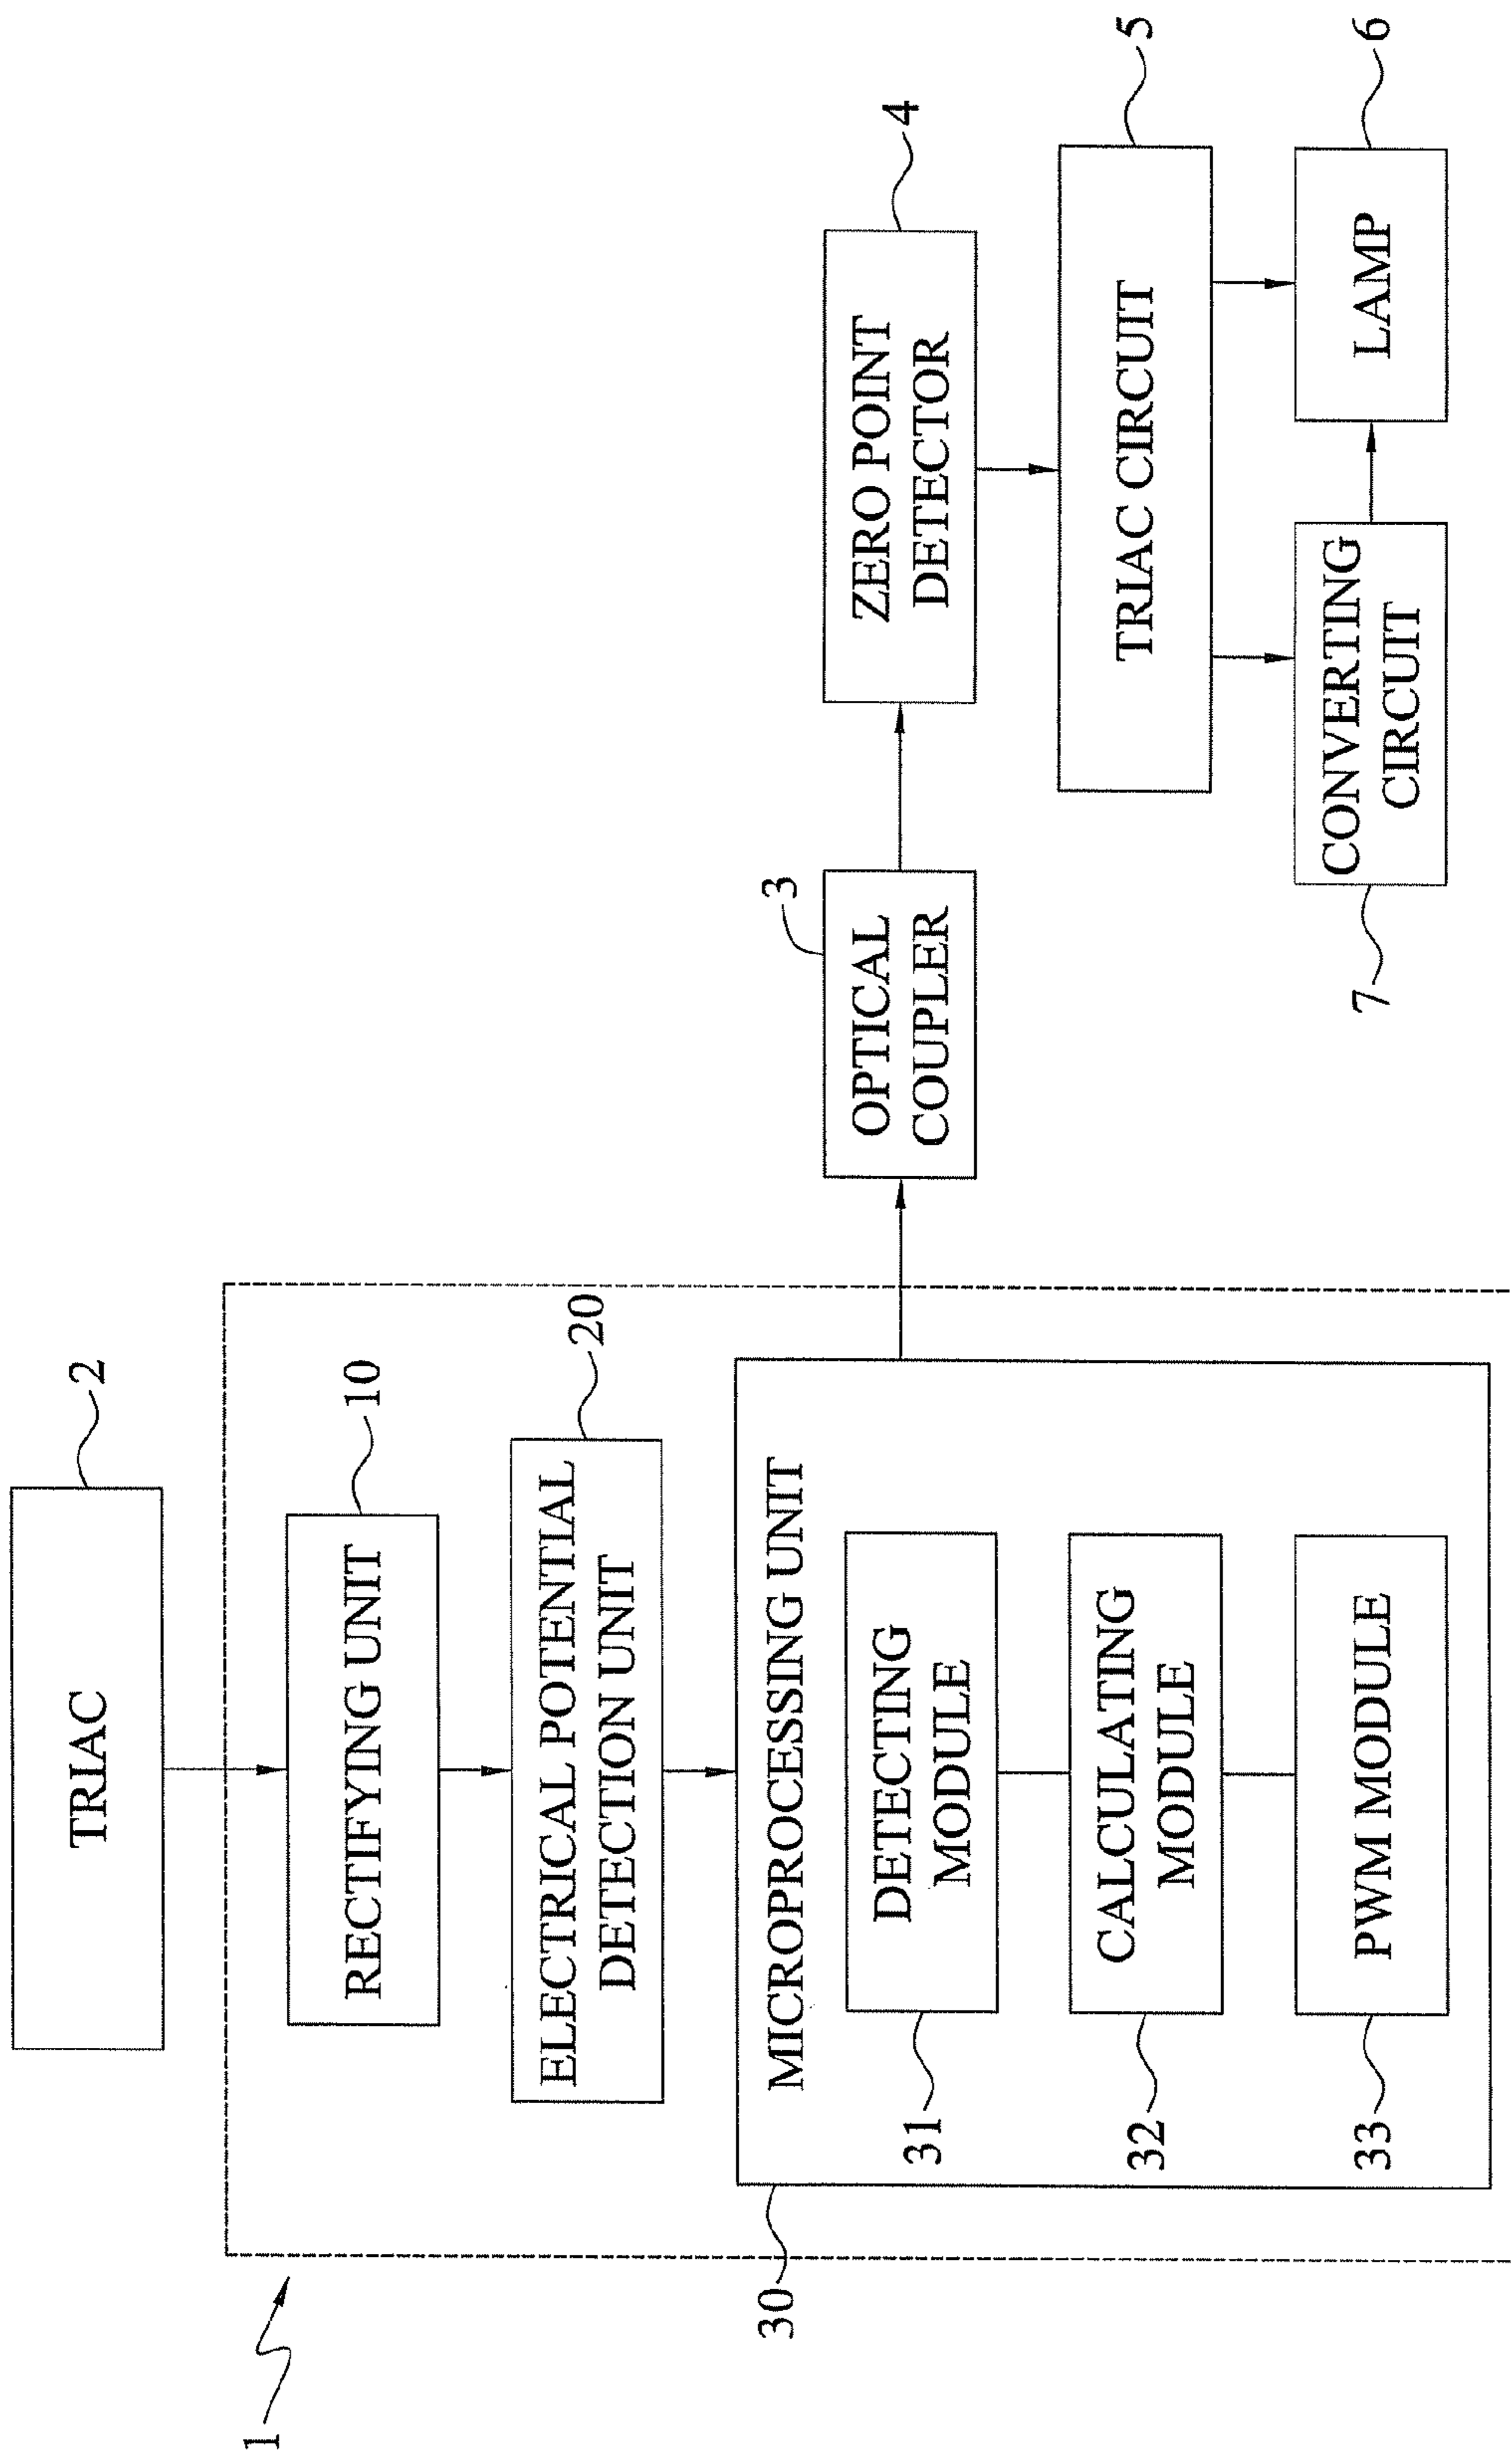 1
TRIAC
2
RECTIFYING UNIT
10
ELECTRICAL POTENTIAL
DETECTION UNIT
20
MICROPROCESSING UNIT
30
DETECTING
MODULE
31
CALCULATING
MODULE
32
PWM MODULE
33
OPTICAL
COUPLER
3
ZERO POINT
DETECTOR
4
TRIAC CIRCUIT
5
CONVERTING
CIRCUIT
7
LAMP
6